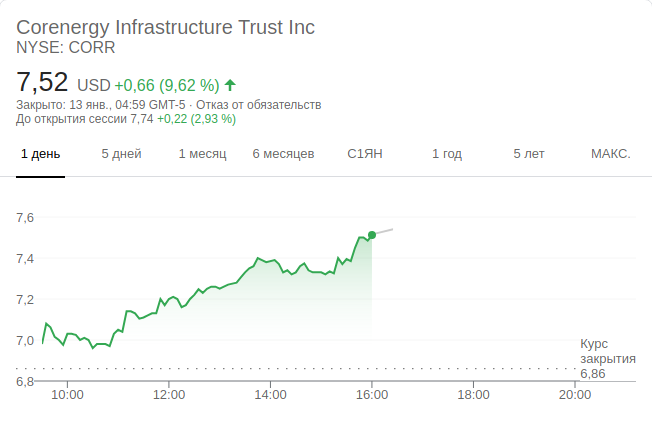 Corenergy Infrastructure Trust Inc
NYSE: CORR
7,52 USD +0,66 (9,62 %)
Закрыто: 13 янв., 04:59 GMT-5 · Отказ от обязательств
До открытия сессии 7,74 +0,22 (2,93 %)
1 день 5 дней 1 месяц 6 месяцев С1ЯН 1 год 5 лет МАКС.
7,6
7,4
7,2
7,0
6,8
Курс
закрытия
6,86
10:00 12:00 14:00 16:00 18:00 20:00